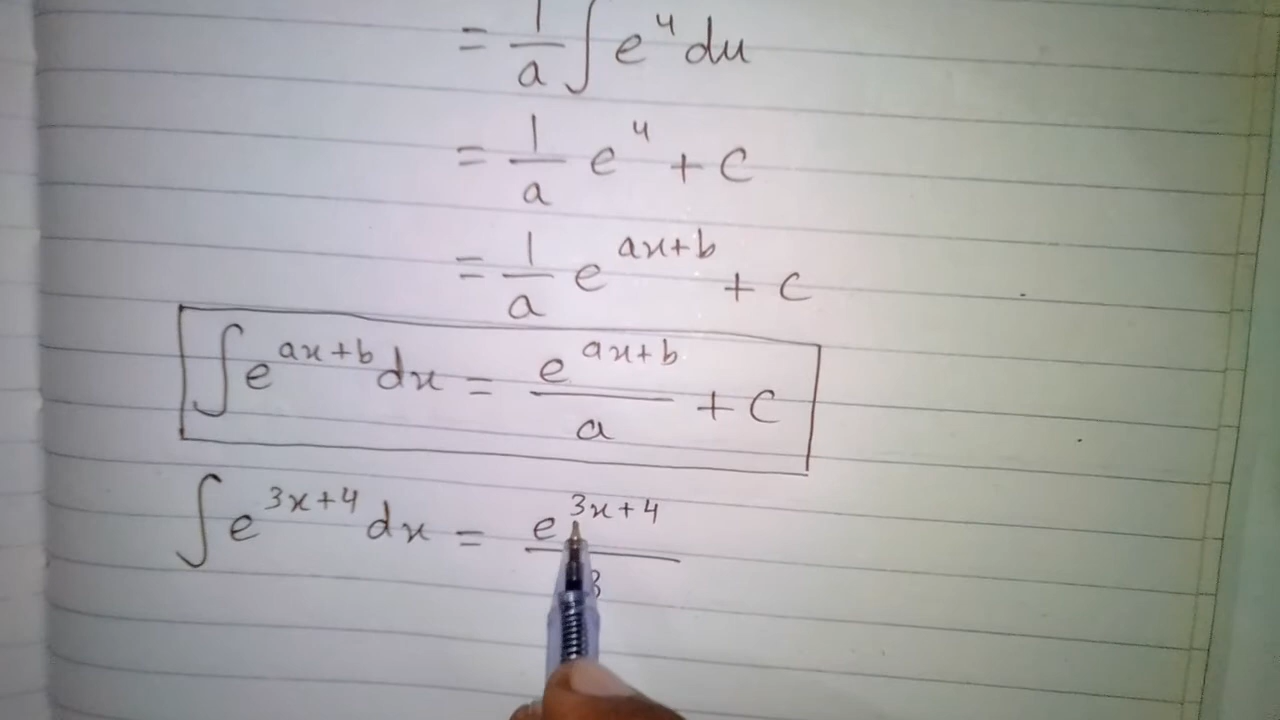 = 1/a ∫ e^u du
= 1/a e^u + c
= 1/a e^(ax+b) + c
∫ e^(ax+b) dx = e^(ax+b)/a + c
∫ e^(3x+4) dx = e^(3x+4)/3